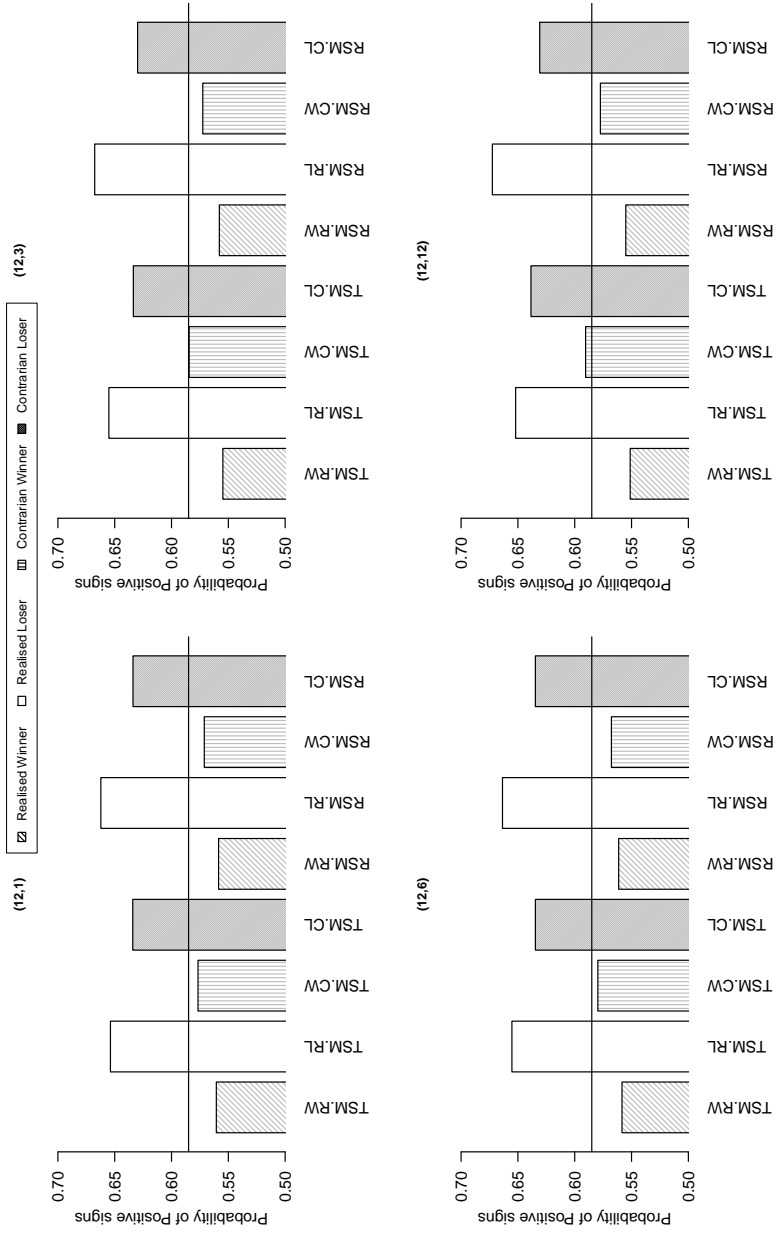 Realised Winner
Realised Loser
Contrarian Winner
Contrarian Loser
(12,1)
Probability of Positive signs
0.50
0.55
0.60
0.65
0.70
TSM.RW
TSM.RL
TSM.CW
TSM.CL
RSM.RW
RSM.RL
RSM.CW
RSM.CL
(12,3)
Probability of Positive signs
0.50
0.55
0.60
0.65
0.70
TSM.RW
TSM.RL
TSM.CW
TSM.CL
RSM.RW
RSM.RL
RSM.CW
RSM.CL
(12,6)
Probability of Positive signs
0.50
0.55
0.60
0.65
0.70
TSM.RW
TSM.RL
TSM.CW
TSM.CL
RSM.RW
RSM.RL
RSM.CW
RSM.CL
(12,12)
Probability of Positive signs
0.50
0.55
0.60
0.65
0.70
TSM.RW
TSM.RL
TSM.CW
TSM.CL
RSM.RW
RSM.RL
RSM.CW
RSM.CL